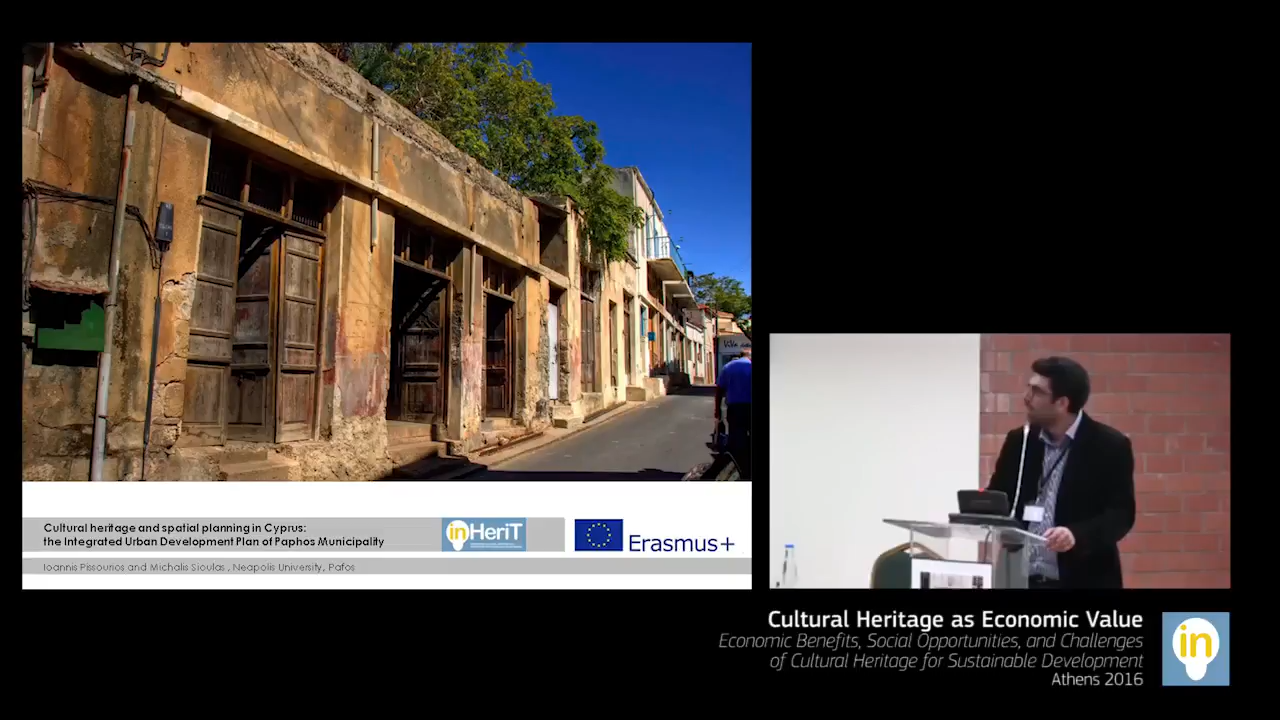 Cultural heritage and spatial planning in Cyprus:
the Integrated Urban Development Plan of Paphos Municipality
inHeriT
Erasmus+
Ioannis Pissourios and Michalis Sioulas, Neapolis University, Pafos
Cultural Heritage as Economic Value
Economic Benefits, Social Opportunities, and Challenges
of Cultural Heritage for Sustainable Development
Athens 2016
in